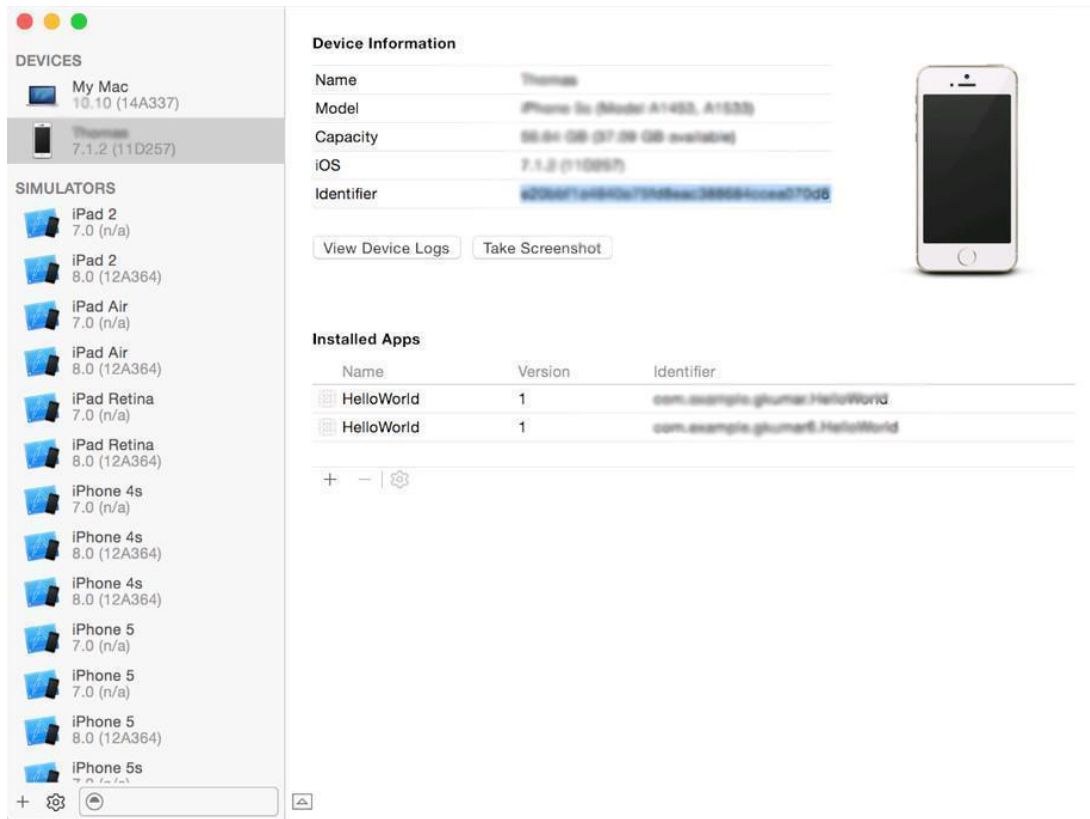 DEVICES
My Mac
10.10 (14A337)
Thomas
7.1.2 (11D257)
SIMULATORS
iPad 2
7.0 (n/a)
iPad 2
8.0 (12A364)
iPad Air
7.0 (n/a)
iPad Air
8.0 (12A364)
iPad Retina
7.0 (n/a)
iPad Retina
8.0 (12A364)
iPhone 4s
7.0 (n/a)
iPhone 4s
8.0 (12A364)
iPhone 4s
8.0 (12A364)
iPhone 5
7.0 (n/a)
iPhone 5
7.0 (n/a)
iPhone 5
8.0 (12A364)
iPhone 5s
7.0 (n/a)
Device Information
Name Thomas
Model
Capacity
iOS 7.1.2 (11D257)
Identifier
View Device Logs Take Screenshot
Installed Apps
Name Version Identifier
HelloWorld 1
HelloWorld 1